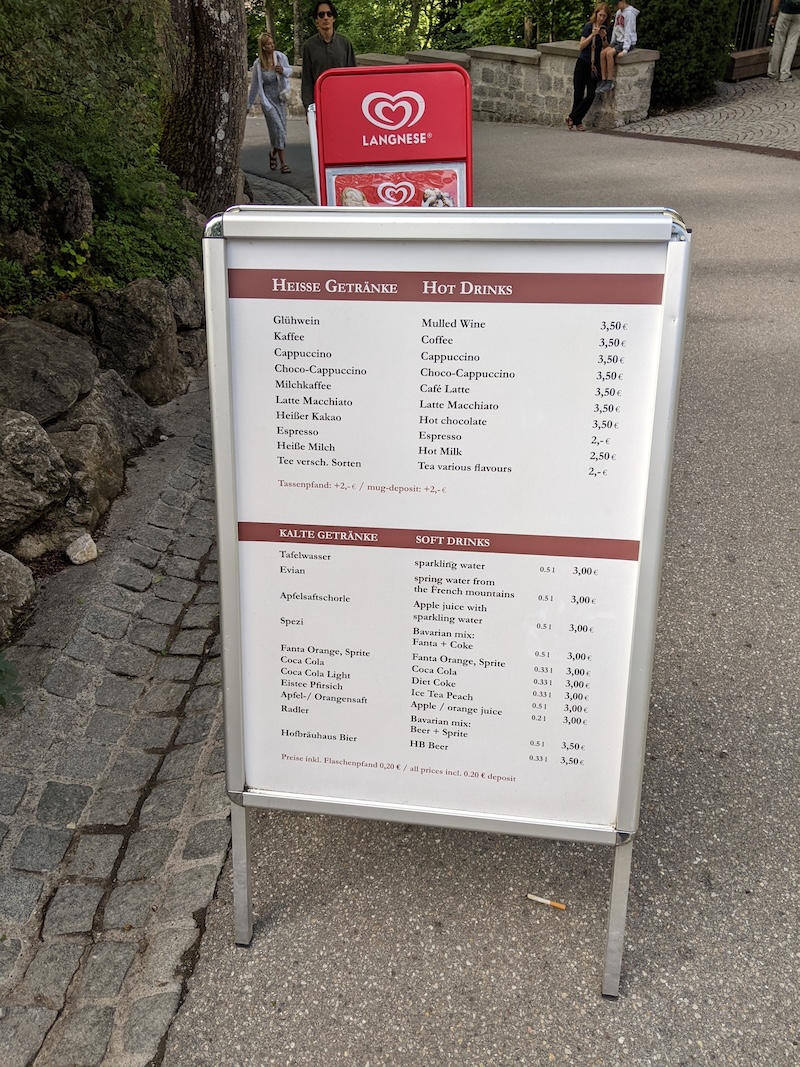 LANGNESE®
HEISSE GETRÄNKE HOT DRINKS
Glühwein Mulled Wine 3,50 €
Kaffee Coffee 3,50 €
Cappuccino Cappuccino 3,50 €
Choco-Cappuccino Choco-Cappuccino 3,50 €
Milchkaffee Café Latte 3,50 €
Latte Macchiato Latte Macchiato 3,50 €
Heißer Kakao Hot chocolate 3,50 €
Espresso Espresso 2,- €
Heiße Milch Hot Milk 2,50 €
Tee versch. Sorten Tea various flavours 2,- €
Tassenpfand: +2,- € / mug-deposit: +2,- €
KALTE GETRÄNKE SOFT DRINKS
Tafelwasser sparkling water 0.5 l 3,00 €
Evian spring water from
the French mountains 0.5 l 3,00 €
Apfelsaftschorle Apple juice with
sparkling water 0.5 l 3,00 €
Spezi Bavarian mix:
Fanta + Coke 0.5 l 3,00 €
Fanta Orange, Sprite Fanta Orange, Sprite 0.33 l 3,00 €
Coca Cola Coca Cola 0.33 l 3,00 €
Coca Cola Light Diet Coke 0.33 l 3,00 €
Eistee Pfirsich Ice Tea Peach 0.5 l 3,00 €
Apfel-/ Orangensaft Apple / orange juice 0.2 l 3,00 €
Radler Bavarian mix:
Beer + Sprite 0.5 l 3,50 €
Hofbräuhaus Bier HB Beer 0.33 l 3,50 €
Preise inkl. Flaschenpfand 0,20 € / all prices incl. 0.20 € deposit